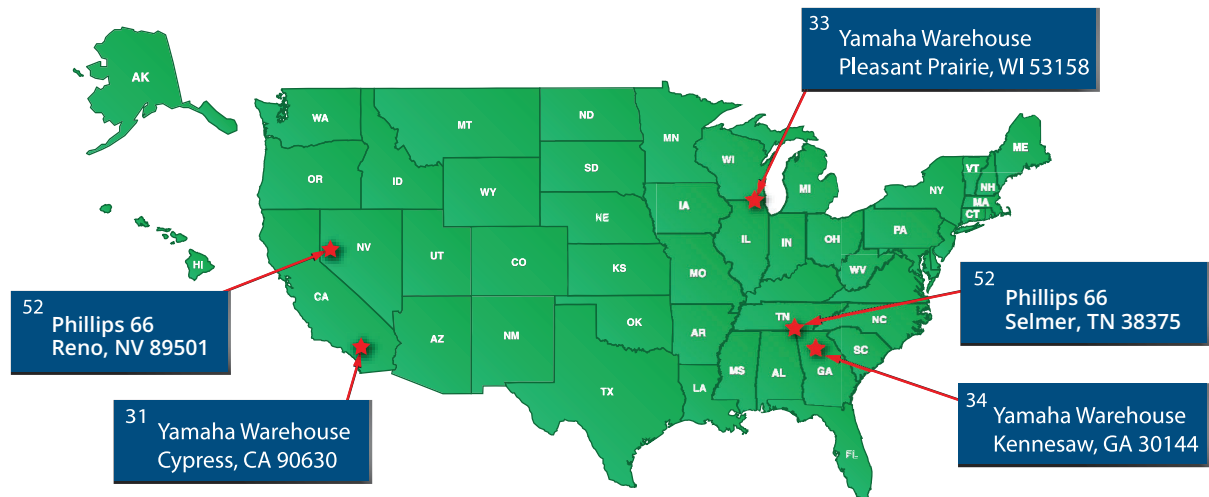 33
Yamaha Warehouse
Pleasant Prairie, WI 53158
AK
WA
MT
ND
MN
WI
MI
ME
VT
NH
MA
CT
NY
OR
ID
WY
SD
IA
NE
PA
IL
IN
OH
WV
NV
UT
CO
KS
MO
HI
CA
52
Phillips 66
Reno, NV 89501
52
Phillips 66
Selmer, TN 38375
TN
NC
OK
AR
SC
AZ
NM
MS
AL
GA
TX
LA
FL
31
Yamaha Warehouse
Cypress, CA 90630
34
Yamaha Warehouse
Kennesaw, GA 30144